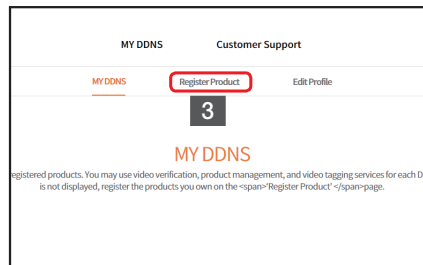 MY DDNS Customer Support
MY DDNS Register Product Edit Profile
3
MY DDNS
egistered products. You may use video verification, product management, and video tagging services for each D
is not displayed, register the products you own on the <span>'Register Product' </span>page.